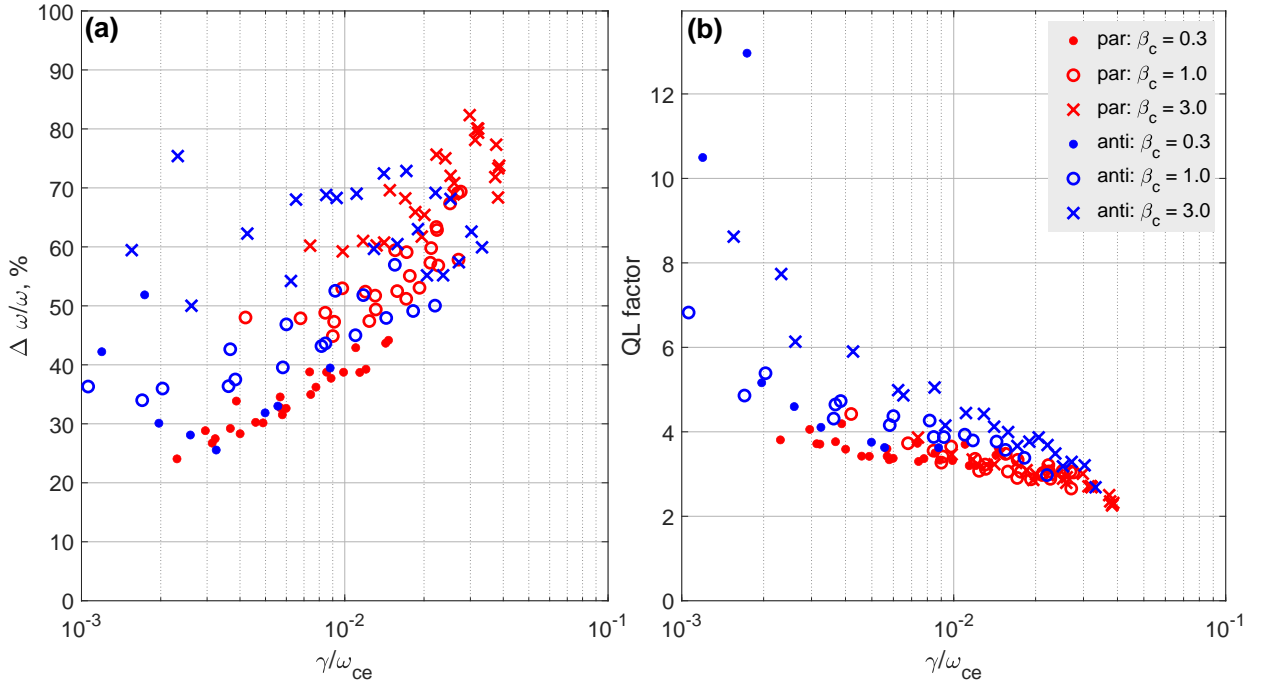 (a)
100
90
80
70
60
50
40
30
20
10
0
Δ ω/ω, %
10⁻³
10⁻²
10⁻¹
γ/ω_ce
(b)
12
10
8
6
4
2
0
QL factor
10⁻³
10⁻²
10⁻¹
γ/ω_ce
par: β_c = 0.3
par: β_c = 1.0
par: β_c = 3.0
anti: β_c = 0.3
anti: β_c = 1.0
anti: β_c = 3.0